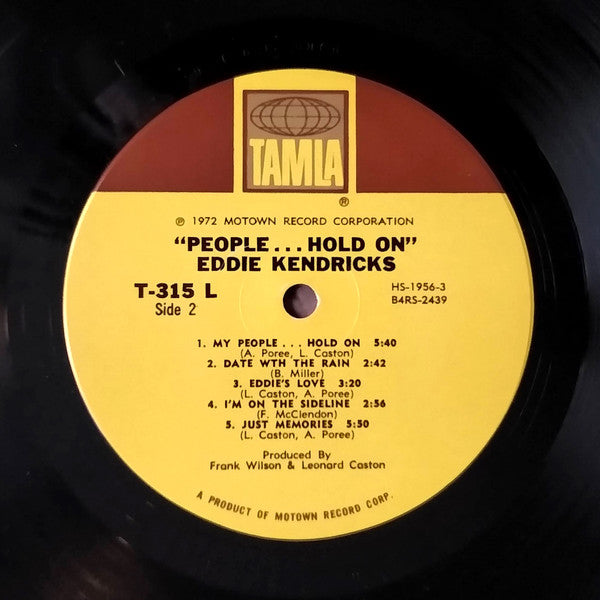 TAMLA
®
℗ 1972 MOTOWN RECORD CORPORATION
"PEOPLE... HOLD ON"
EDDIE KENDRICKS
T-315 L
Side 2
HS-1956-3
B4RS-2439
1. MY PEOPLE... HOLD ON 5:40
(A. Poree, L. Caston)
2. DATE WTH THE RAIN 2:42
(B. Miller)
3. EDDIE'S LOVE 3:20
(L. Caston, A. Poree)
4. I'M ON THE SIDELINE 2:56
(F. McClendon)
5. JUST MEMORIES 5:50
(L. Caston, A. Poree)
Produced By
Frank Wilson & Leonard Caston
A PRODUCT OF MOTOWN RECORD CORP.